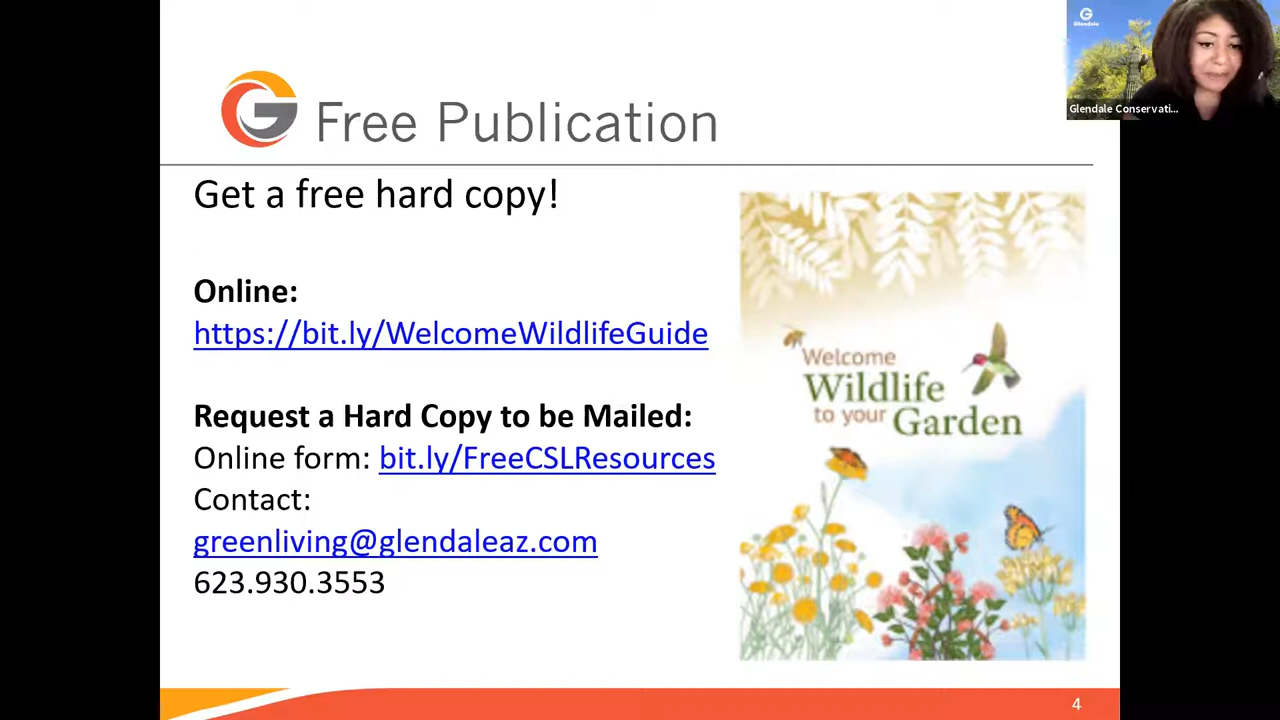 Glendale
Glendale Conservati...
Free Publication
Get a free hard copy!
Online:
https://bit.ly/WelcomeWildlifeGuide
Request a Hard Copy to be Mailed:
Online form: bit.ly/FreeCSLResources
Contact:
greenliving@glendaleaz.com
623.930.3553
Welcome
Wildlife
to your Garden
4